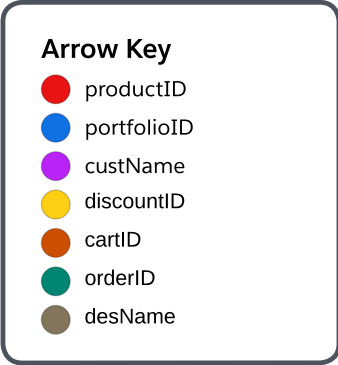 Arrow Key
productID
portfolioID
custName
discountID
cartID
orderID
desName